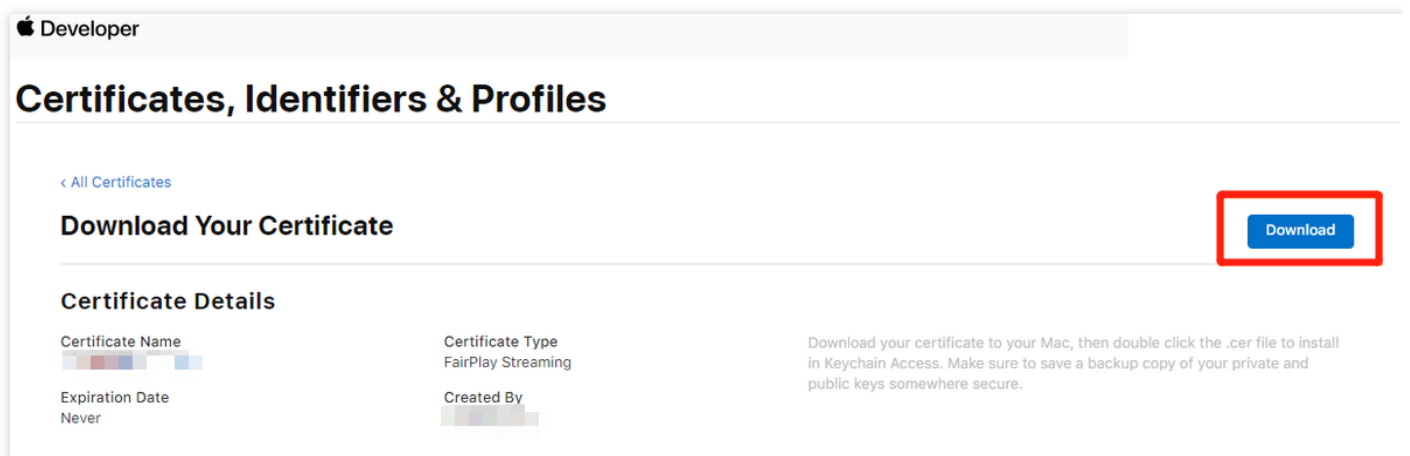 Developer
Certificates, Identifiers & Profiles
< All Certificates
Download Your Certificate
Download
Certificate Details
Certificate Name
Certificate Type
FairPlay Streaming
Download your certificate to your Mac, then double click the .cer file to install
in Keychain Access. Make sure to save a backup copy of your private and
public keys somewhere secure.
Expiration Date
Never
Created By